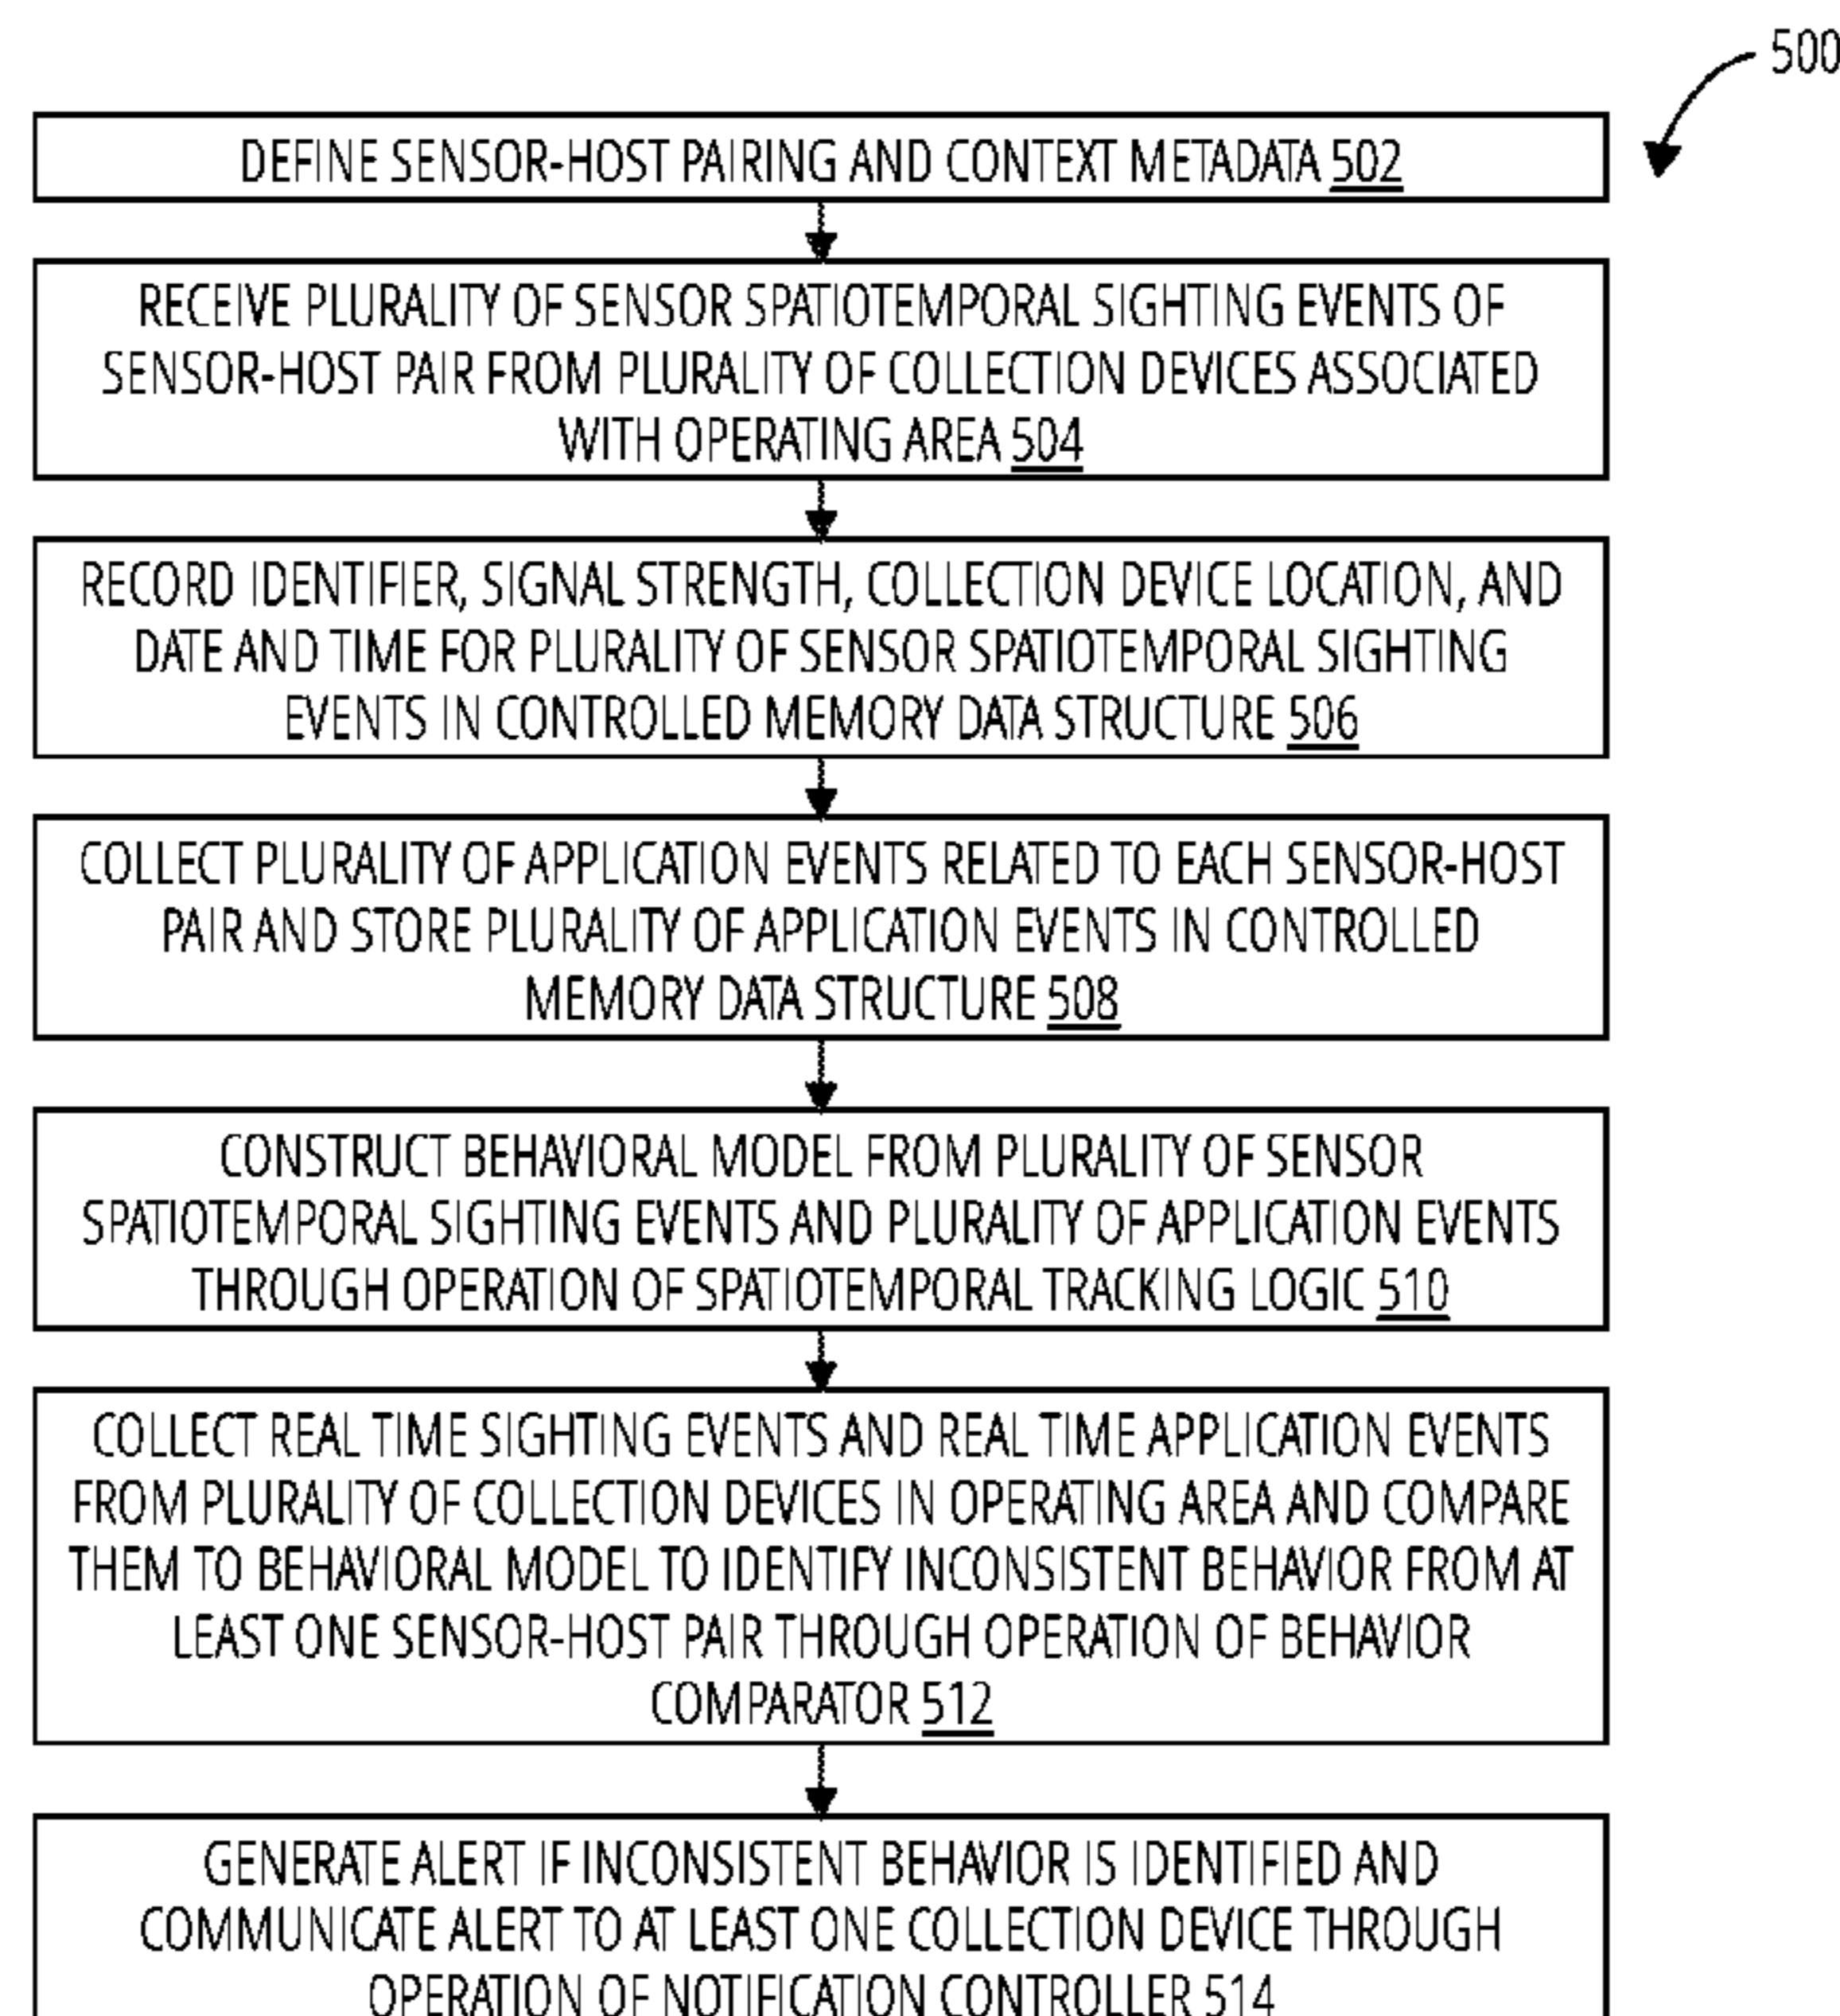 500
DEFINE SENSOR-HOST PAIRING AND CONTEXT METADATA 502
RECEIVE PLURALITY OF SENSOR SPATIOTEMPORAL SIGHTING EVENTS OF
SENSOR-HOST PAIR FROM PLURALITY OF COLLECTION DEVICES ASSOCIATED
WITH OPERATING AREA 504
RECORD IDENTIFIER, SIGNAL STRENGTH, COLLECTION DEVICE LOCATION, AND
DATE AND TIME FOR PLURALITY OF SENSOR SPATIOTEMPORAL SIGHTING
EVENTS IN CONTROLLED MEMORY DATA STRUCTURE 506
COLLECT PLURALITY OF APPLICATION EVENTS RELATED TO EACH SENSOR-HOST
PAIR AND STORE PLURALITY OF APPLICATION EVENTS IN CONTROLLED
MEMORY DATA STRUCTURE 508
CONSTRUCT BEHAVIORAL MODEL FROM PLURALITY OF SENSOR
SPATIOTEMPORAL SIGHTING EVENTS AND PLURALITY OF APPLICATION EVENTS
THROUGH OPERATION OF SPATIOTEMPORAL TRACKING LOGIC 510
COLLECT REAL TIME SIGHTING EVENTS AND REAL TIME APPLICATION EVENTS
FROM PLURALITY OF COLLECTION DEVICES IN OPERATING AREA AND COMPARE
THEM TO BEHAVIORAL MODEL TO IDENTIFY INCONSISTENT BEHAVIOR FROM AT
LEAST ONE SENSOR-HOST PAIR THROUGH OPERATION OF BEHAVIOR
COMPARATOR 512
GENERATE ALERT IF INCONSISTENT BEHAVIOR IS IDENTIFIED AND
COMMUNICATE ALERT TO AT LEAST ONE COLLECTION DEVICE THROUGH
OPERATION OF NOTIFICATION CONTROLLER 514